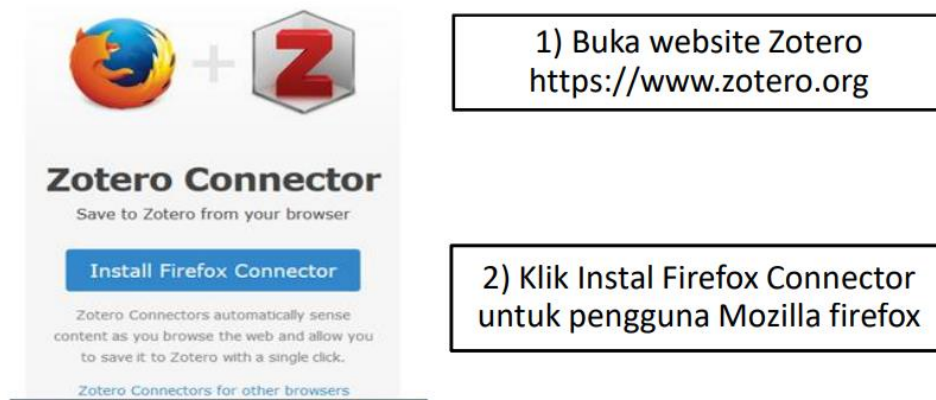 Z
1) Buka website Zotero
https://www.zotero.org
Zotero Connector
Save to Zotero from your browser
Install Firefox Connector
Zotero Connectors automatically sense
content as you browse the web and allow you
to save it to Zotero with a single click.
Zotero Connectors for other browsers
2) Klik Instal Firefox Connector
untuk pengguna Mozilla firefox